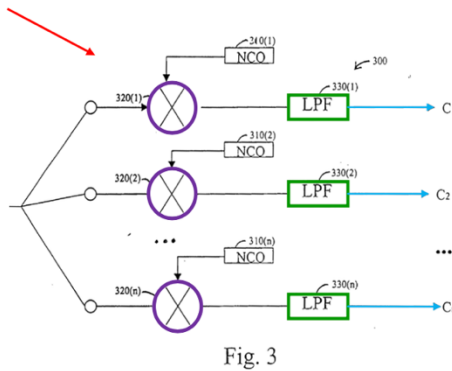 210(1)
NCO
300
320(1)
330(1)
LPF
C
310(2)
NCO
320(2)
330(2)
LPF
C₂
...
...
310(n)
NCO
320(n)
330(n)
LPF
C
Fig. 3